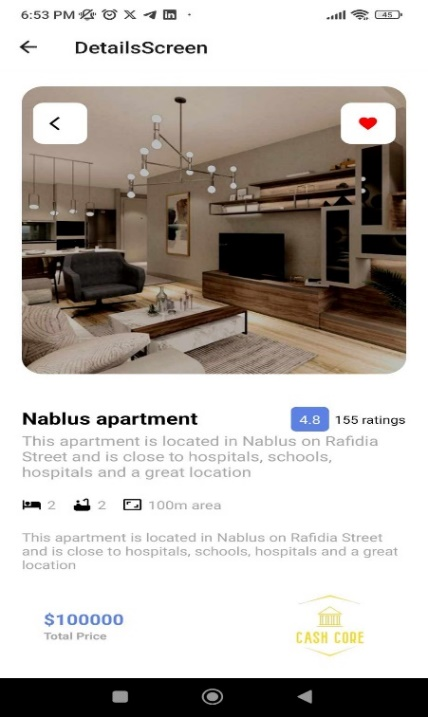 6:53 PM
45
DetailsScreen
Nablus apartment
4.8 155 ratings
This apartment is located in Nablus on Rafidia
Street and is close to hospitals, schools,
hospitals and a great location
2 2 100m area
This apartment is located in Nablus on Rafidia Street
and is close to hospitals, schools, hospitals and a great
location
$100000
Total Price
CASH CORE